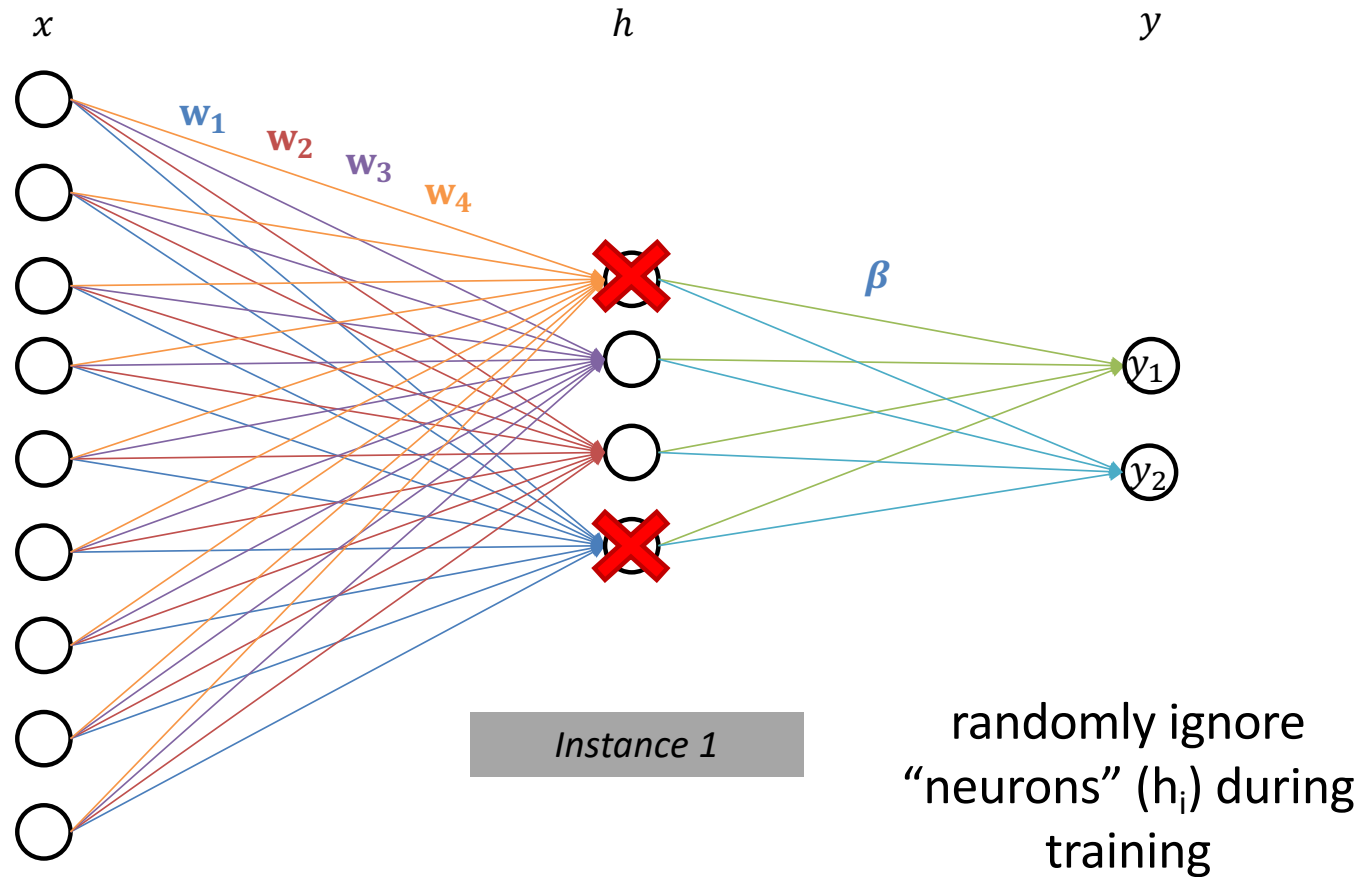 x h y
w₁
w₂
w₃
w₄
β
y₁
y₂
Instance 1
randomly ignore
“neurons” (hᵢ) during
training